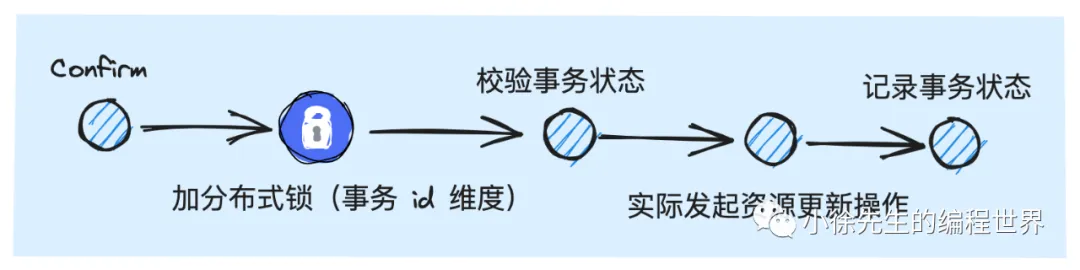 Confirm
校验事务状态
记录事务状态
加分布式锁（事务 id 维度）
实际发起资源更新操作
小徐先生的编程世界